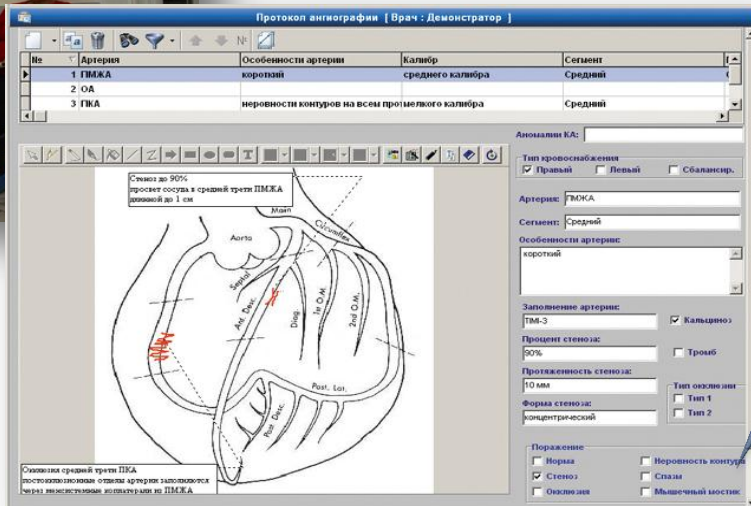 Протокол ангиографии [ Врач : Демонстратор ]
№
№ Артерия Особенности артерии Калибр Сегмент
1 ПМЖА короткий среднего калибра Средний
2 ОА
3 ПКА неровности контуров на всем прот мелкого калибра Средний
Аномалии КА:
Тип кровоснабжения
Правый Левый Сбалансир.
Артерия: ПМЖА
Сегмент: Средний
Особенности артерии:
короткий
Заполнение артерии:
TIMI-3 Кальциноз
Процент стеноза:
90% Тромб
Протяженность стеноза:
10 мм
Тип окклюзии
Тип 1
Тип 2
Форма стеноза:
концентрический
Поражение
Норма Неровность контура
Стеноз Спазм
Окклюзия Мышечный мостик
Стеноз до 90%
просвет сосуда в средней трети ПМЖА
длинной до 1 см
Main
Circumflex
Aorta
Septal
Ant. Desc.
Diag.
1st O.M.
2nd O.M.
Post. Lat.
Post. Desc.
Окклюзия средней трети ПКА
постокклюзионные отделы артерии заполняются
через межсистемные коллатерали из ПМЖА